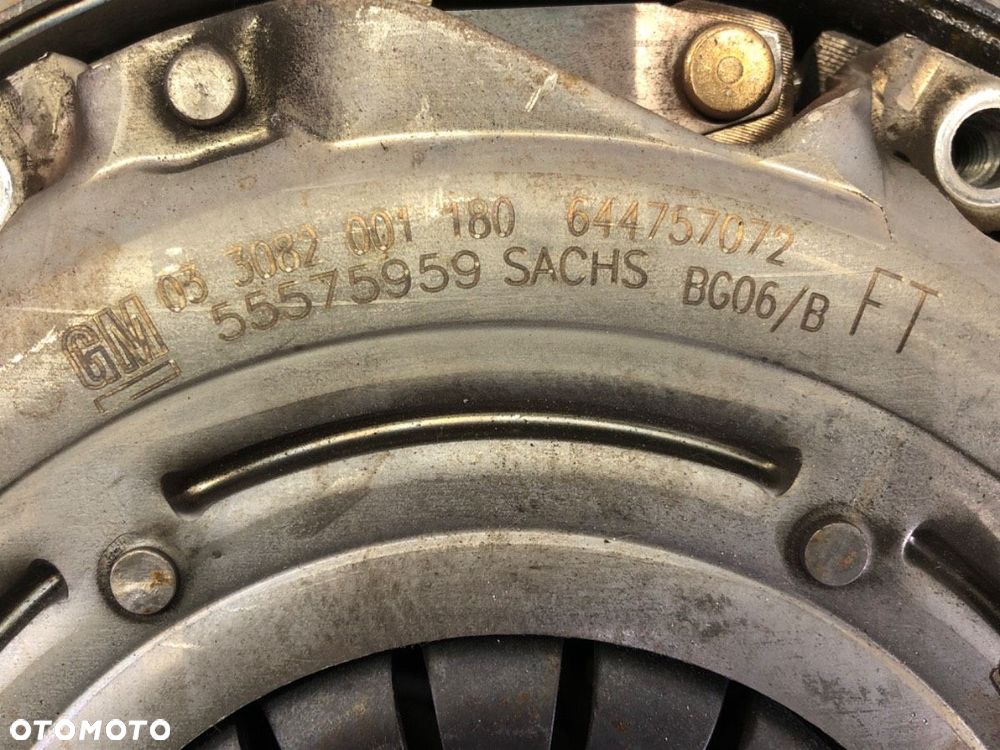 03 3082 001 180 644757072
GM 55575959 SACHS BG06/B FT
OTOMOTO